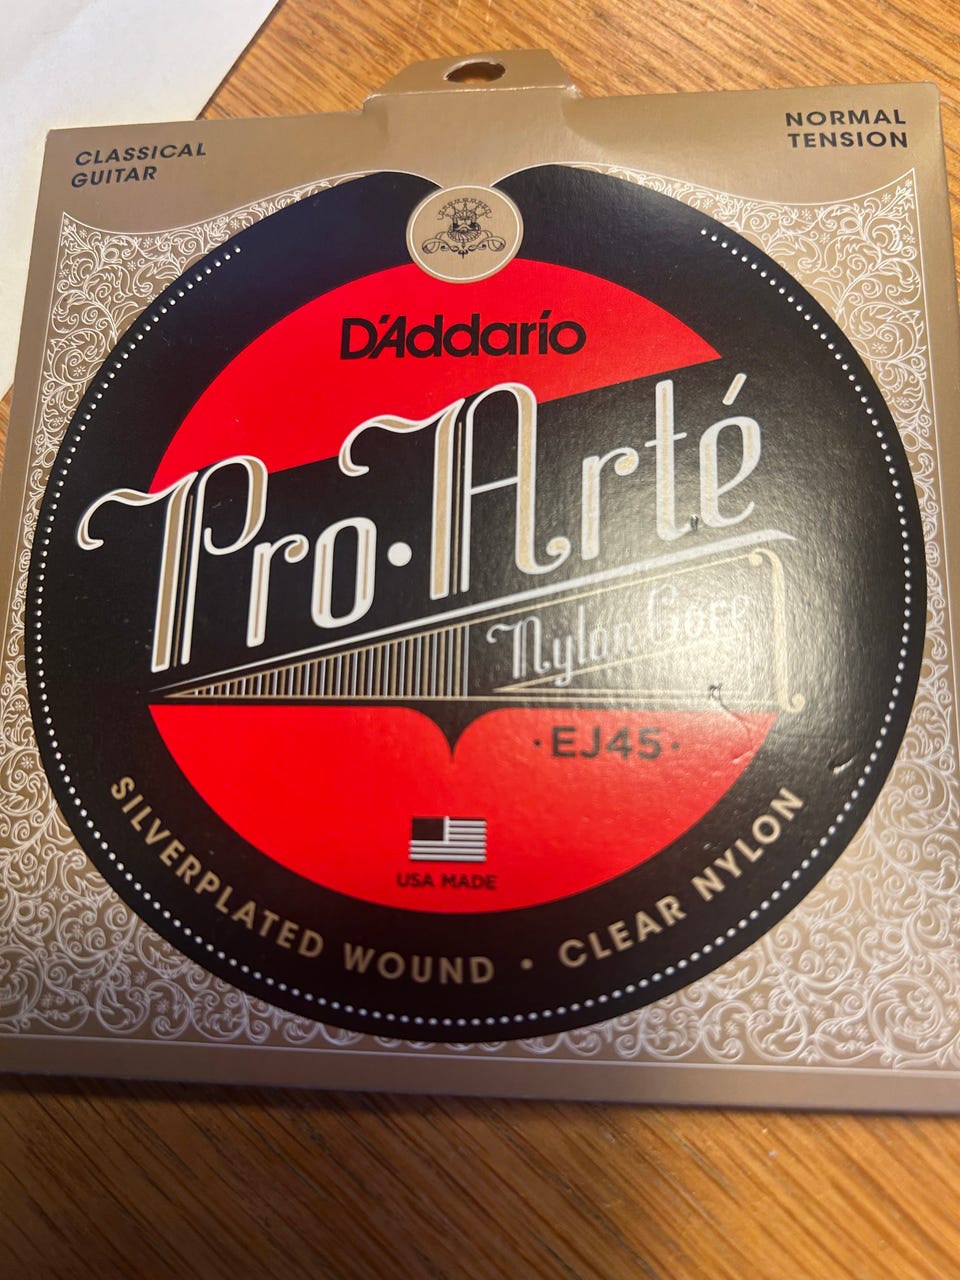 CLASSICAL
GUITAR
NORMAL
TENSION
D'Addario
Pro·Arté
Nylon Core
·EJ45·
USA MADE
SILVERPLATED WOUND · CLEAR NYLON